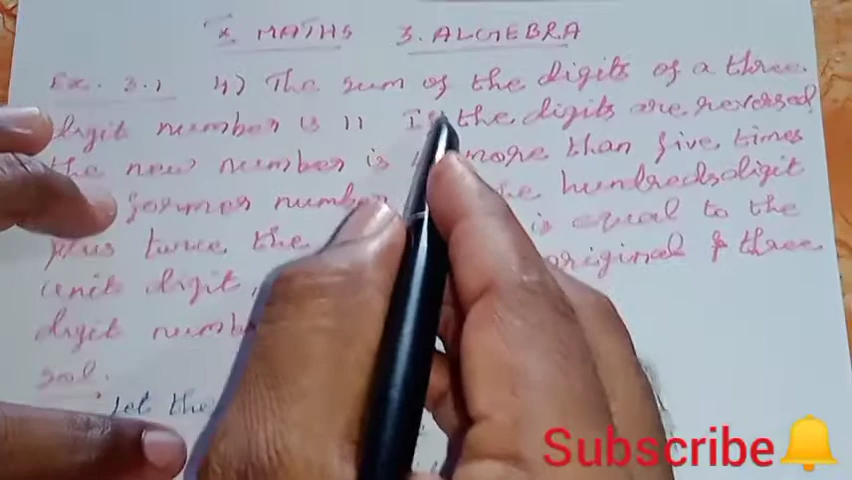 X MATHS 3. ALGEBRA
Ex. 3.1 4) The sum of the digits of a three
digit number is 11 If the digits are reversed
the new number is more than five times
former number he hundreds digit
plus twice the is equal to the
unit digit, original three
digit numbe
sol.
Let the
Subscribe